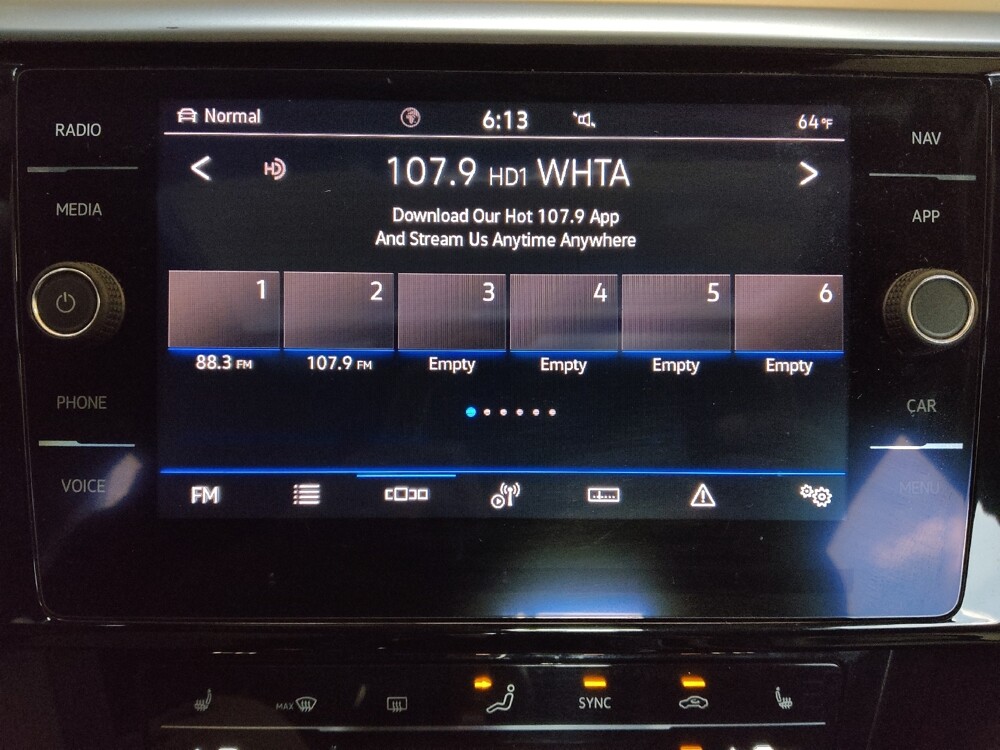 RADIO
MEDIA
PHONE
VOICE
Normal
6:13
64°F
HD
107.9 HD1 WHTA
Download Our Hot 107.9 App
And Stream Us Anytime Anywhere
1 2 3 4 5 6
88.3 FM 107.9 FM Empty Empty Empty Empty
FM
NAV
APP
CAR
MENU
MAX
SYNC